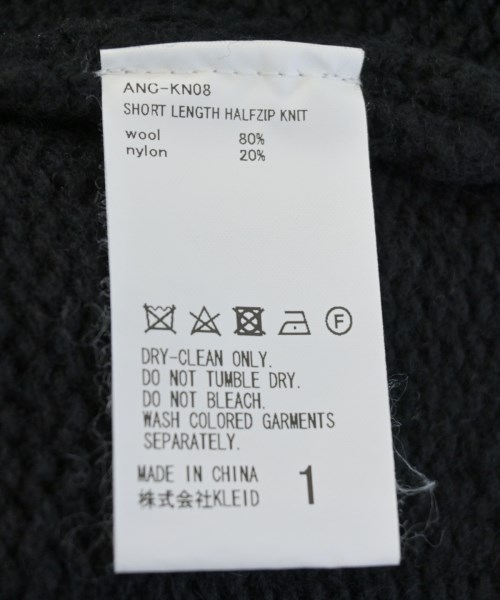 ANC-KN08
SHORT LENGTH HALFZIP KNIT
wool 80%
nylon 20%
F
DRY-CLEAN ONLY.
DO NOT TUMBLE DRY.
DO NOT BLEACH.
WASH COLORED GARMENTS
SEPARATELY.
MADE IN CHINA
株式会社KLEID
1